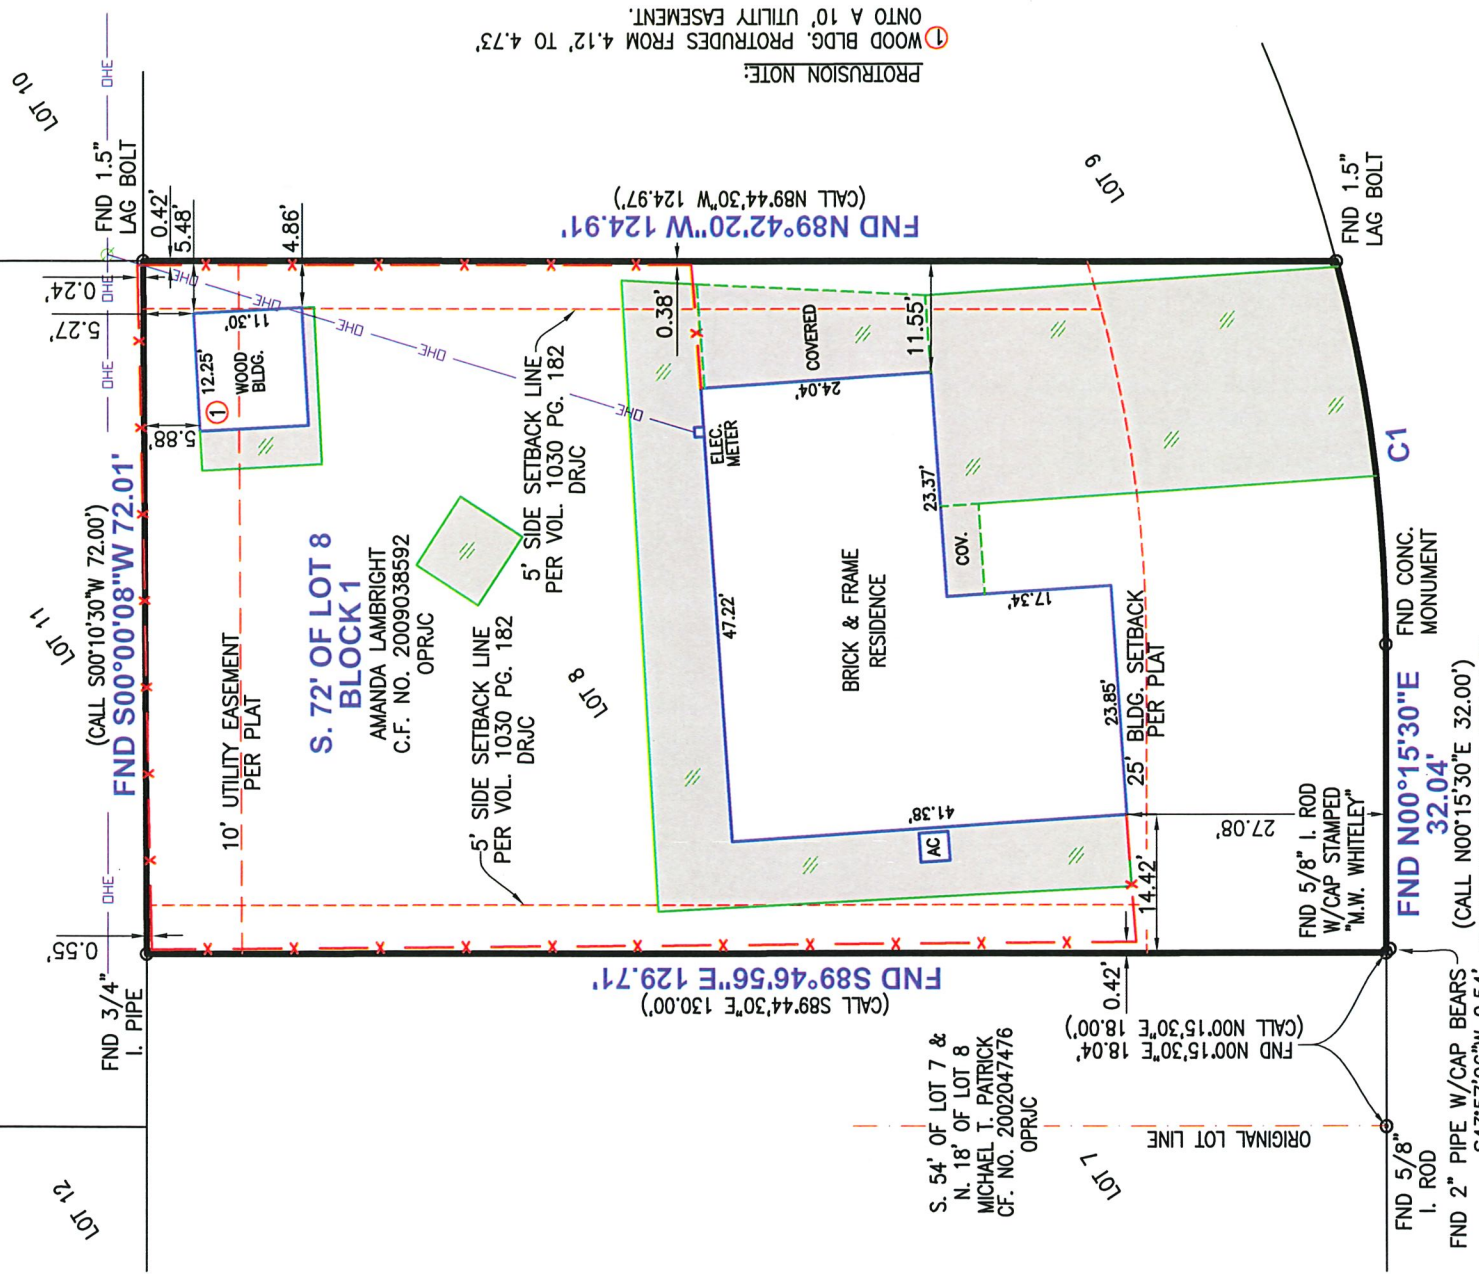 PROTRUSION NOTE:
① WOOD BLDG. PROTRUDES FROM 4.12' TO 4.73'
ONTO A 10' UTILITY EASEMENT.
LOT 10
OHE
OHE
OHE
FND 1.5"
LAG BOLT
0.42'
5.48'
4.86'
0.24'
5.27'
LOT 11
(CALL S00°10'30"W 72.00')
FND S00°00'08"W 72.01'
5.88'
12.25'
11.30'
①
WOOD
BLDG.
OHE
OHE
OHE
OHE
OHE
(CALL N89°44'30"W 124.97')
FND N89°42'20"W 124.91'
LOT 9
FND 1.5"
LAG BOLT
10' UTILITY EASEMENT
PER PLAT
S. 72' OF LOT 8
BLOCK 1
AMANDA LAMBRIGHT
C.F. NO. 2009038592
OPRJC
5' SIDE SETBACK LINE
PER VOL. 1030 PG. 182
DRJC
5' SIDE SETBACK LINE
PER VOL. 1030 PG. 182
DRJC
LOT 8
0.38'
COVERED
24.04'
11.55'
ELEC.
METER
47.22'
23.37'
COV.
17.34'
BRICK & FRAME
RESIDENCE
23.85'
25' BLDG. SETBACK
PER PLAT
41.38'
AC
27.08'
14.42'
0.42'
C1
FND CONC.
MONUMENT
FND N00°15'30"E
32.04'
(CALL N00°15'30"E 32.00')
FND 5/8" I. ROD
W/CAP STAMPED
"M.W. WHITELEY"
0.55'
FND 3/4"
I. PIPE
FND S89°46'56"E 129.71'
(CALL S89°44'30"E 130.00')
LOT 12
S. 54' OF LOT 7 &
N. 18' OF LOT 8
MICHAEL T. PATRICK
CF. NO. 2002047476
OPRJC
FND N00°15'30"E 18.04'
(CALL N00°15'30"E 18.00')
LOT 7
ORIGINAL LOT LINE
FND 5/8"
I. ROD
FND 2" PIPE W/CAP BEARS